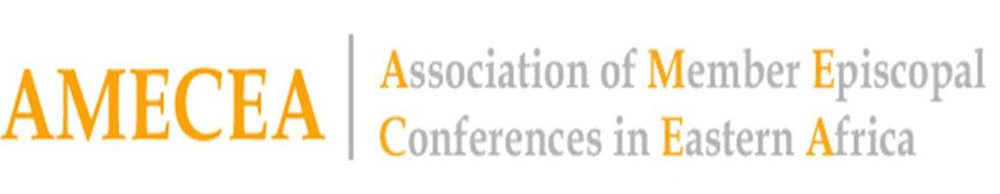 AMECEA
Association of Member Episcopal
Conferences in Eastern Africa